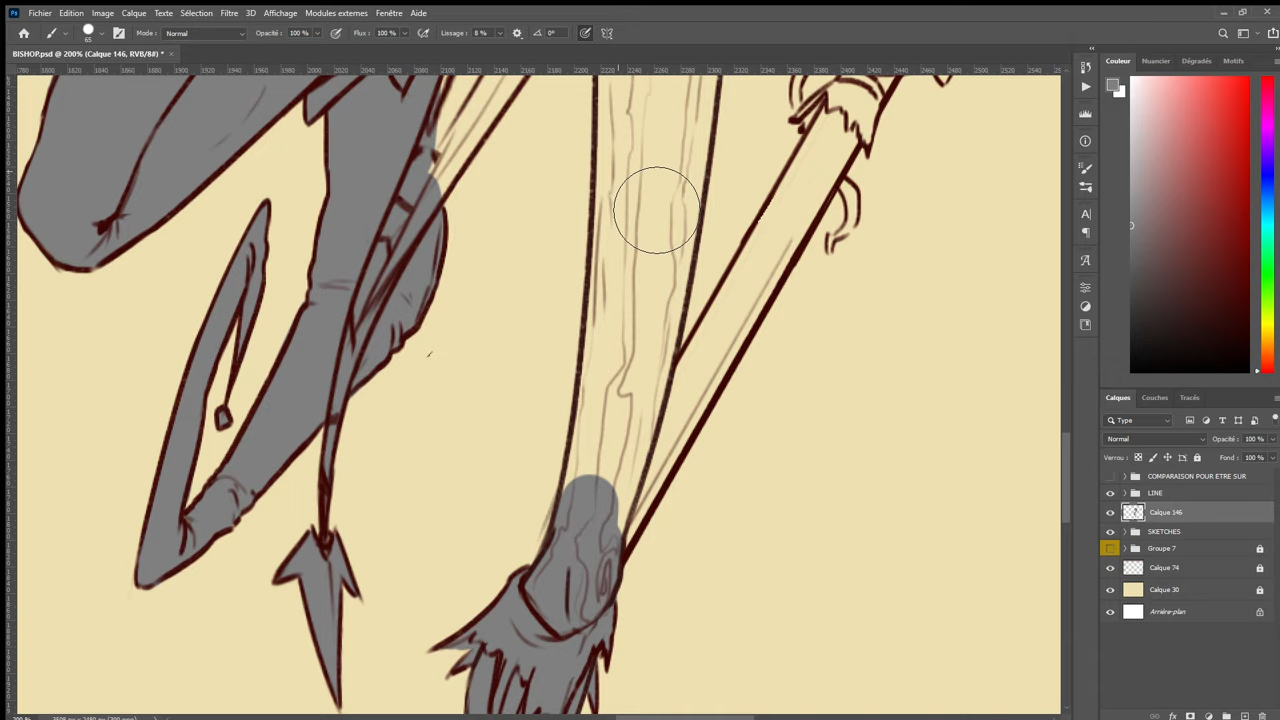 Fichier Edition Image Calque Texte Sélection Filtre 3D Affichage Modules externes Fenêtre Aide
65 Mode : Normal Opacité : 100 % Flux : 100 % Lissage : 8 % 0°
BISHOP.psd @ 200% (Calque 146, RVB/8#) *
Couleur Nuancier Dégradés Motifs
Calques Couches Tracés
Type
Normal Opacité : 100 %
Verrou : Fond : 100 %
COMPARAISON POUR ETRE SUR
LINE
Calque 146
SKETCHES
Groupe 7
Calque 74
Calque 30
Arrière-plan